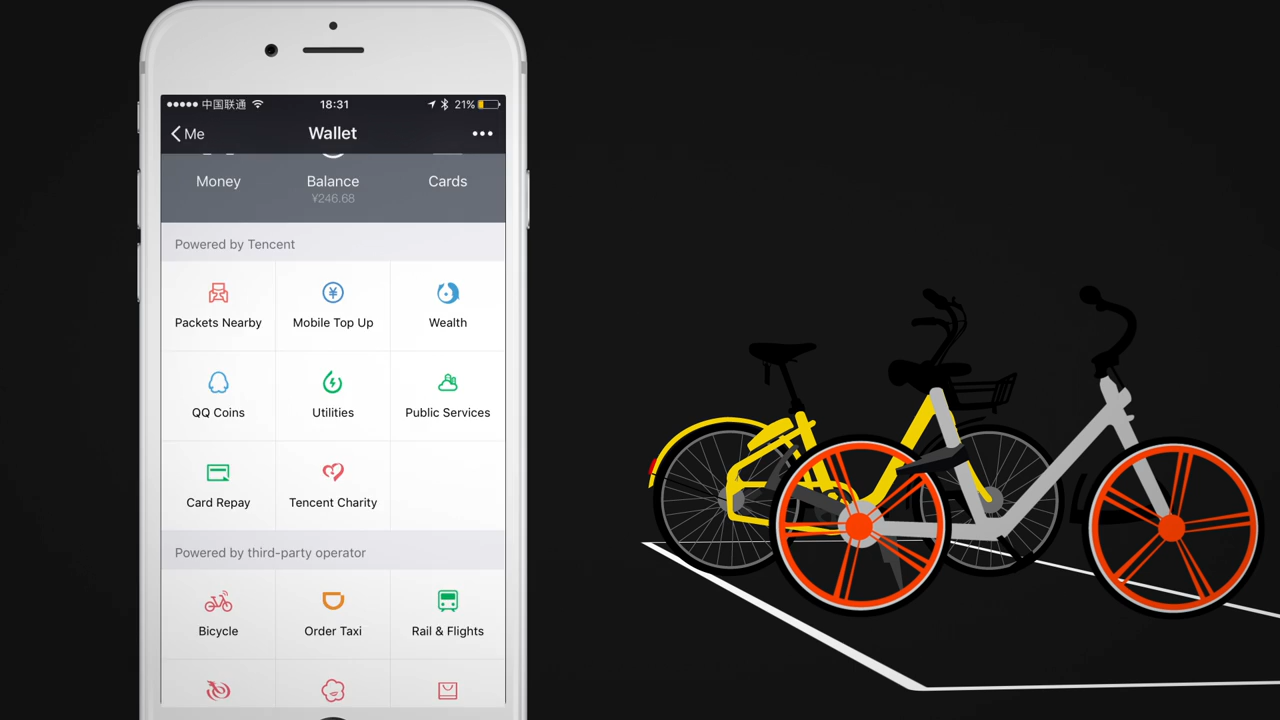 中国联通 18:31 21%
Me Wallet
Money Balance Cards
¥246.68
Powered by Tencent
Packets Nearby Mobile Top Up Wealth
QQ Coins Utilities Public Services
Card Repay Tencent Charity
Powered by third-party operator
Bicycle Order Taxi Rail & Flights